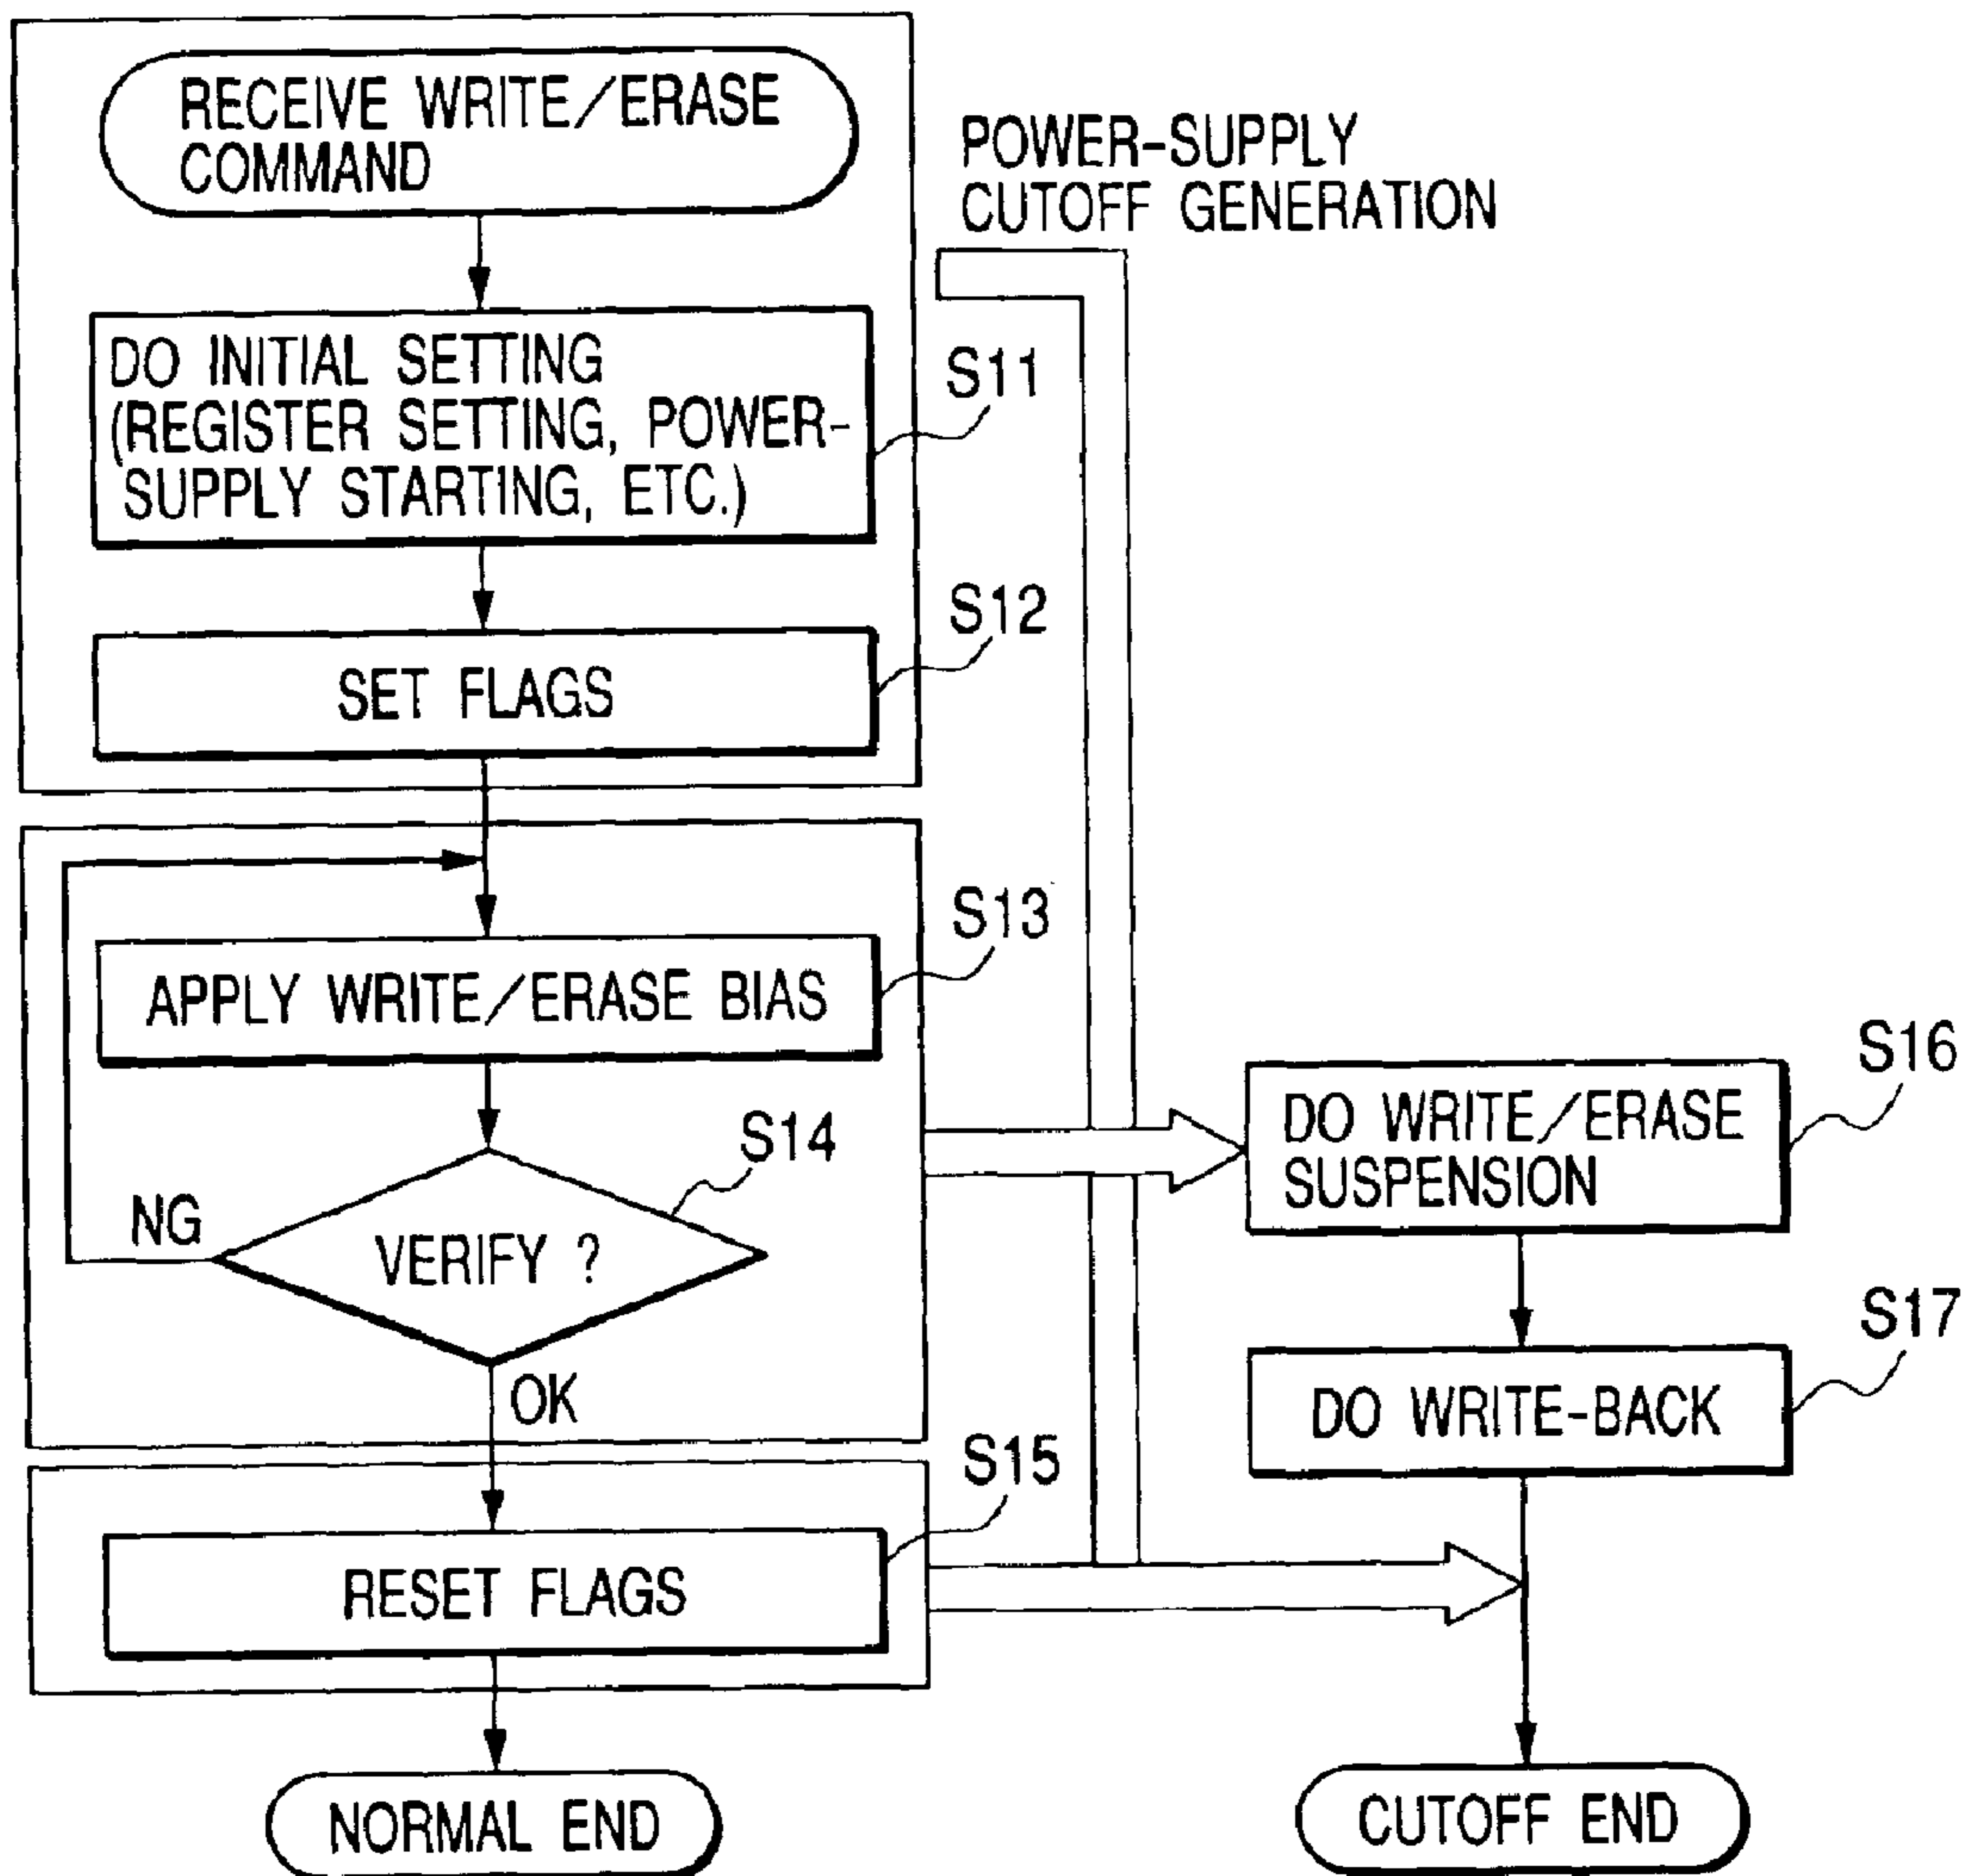 RECEIVE WRITE/ERASE
COMMAND
POWER-SUPPLY
CUTOFF GENERATION
DO INITIAL SETTING
(REGISTER SETTING, POWER-
SUPPLY STARTING, ETC.)
S11
SET FLAGS
S12
APPLY WRITE/ERASE BIAS
S13
VERIFY ?
S14
NG
OK
RESET FLAGS
S15
NORMAL END
DO WRITE/ERASE
SUSPENSION
S16
DO WRITE-BACK
S17
CUTOFF END